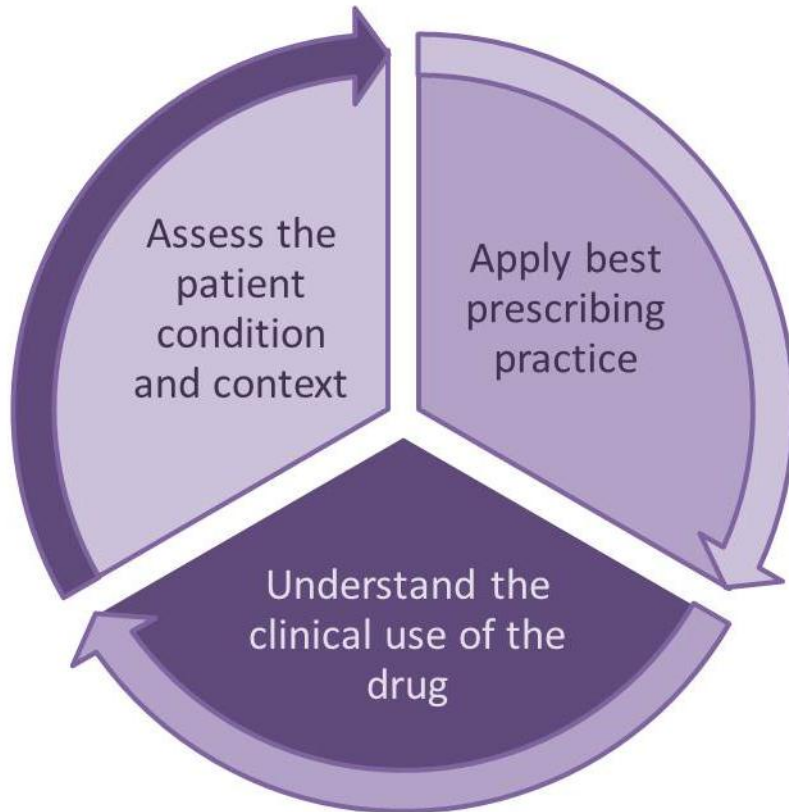 Assess the
patient
condition
and context
Apply best
prescribing
practice
Understand the
clinical use of the
drug